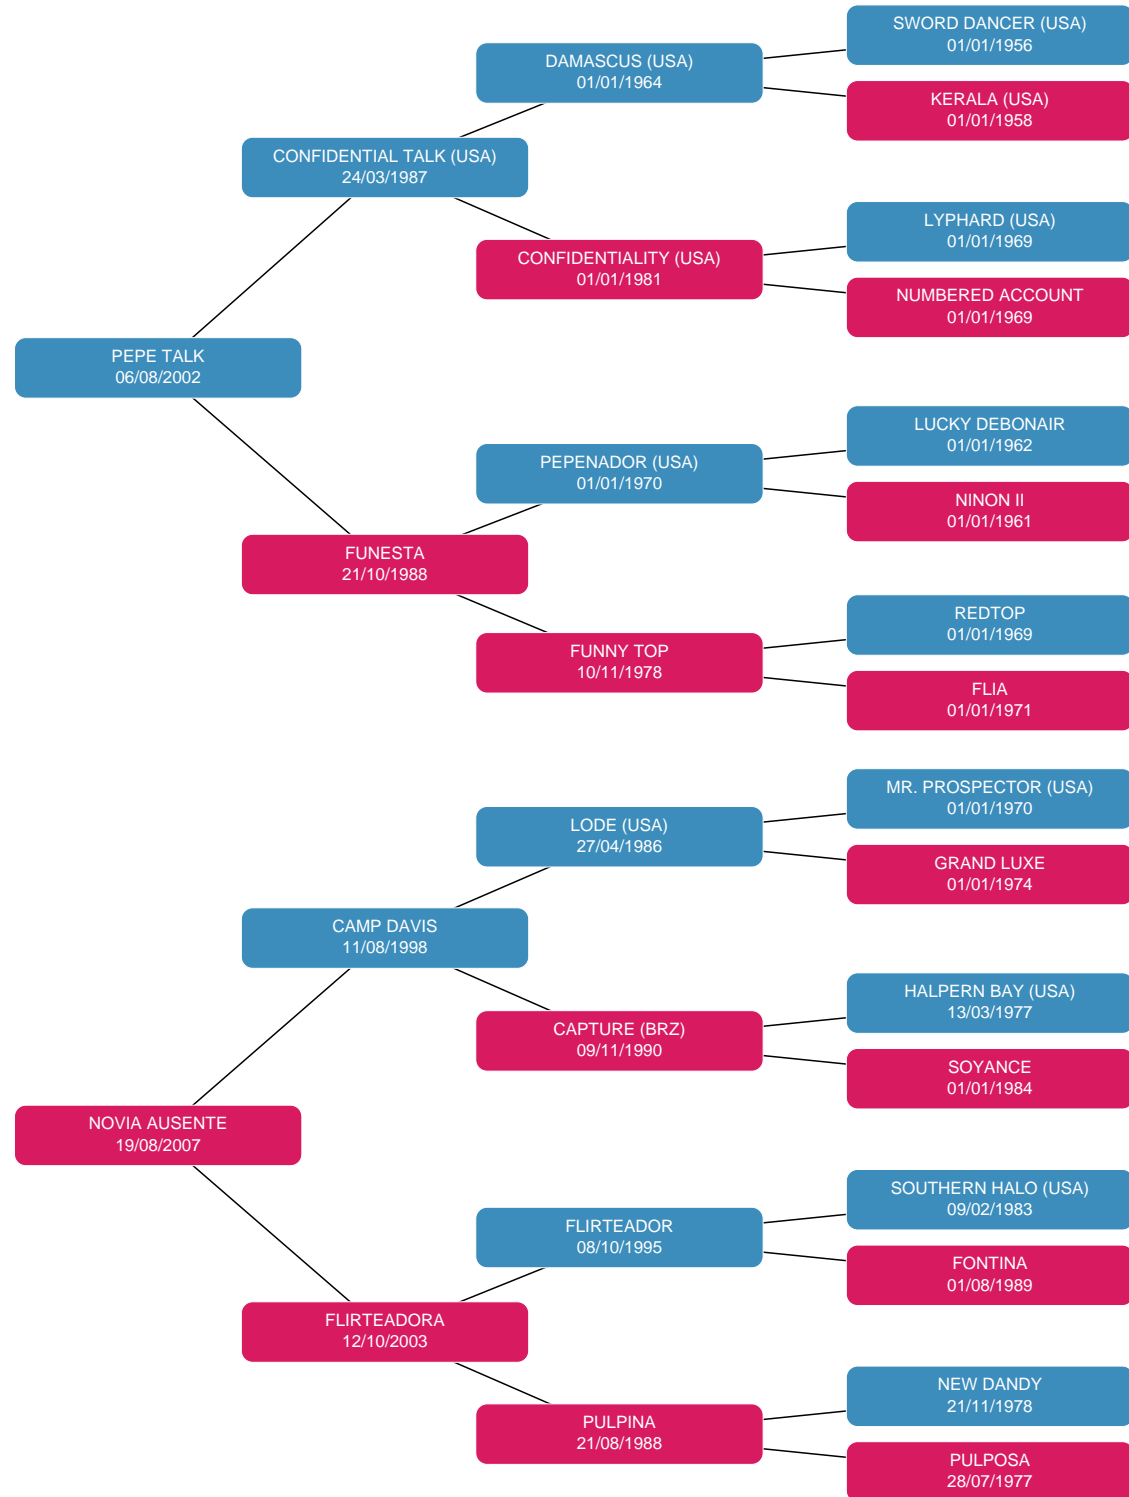 SWORD DANCER (USA)
01/01/1956
DAMASCUS (USA)
01/01/1964
KERALA (USA)
01/01/1958
CONFIDENTIAL TALK (USA)
24/03/1987
LYPHARD (USA)
01/01/1969
CONFIDENTIALITY (USA)
01/01/1981
NUMBERED ACCOUNT
01/01/1969
PEPE TALK
06/08/2002
LUCKY DEBONAIR
01/01/1962
PEPENADOR (USA)
01/01/1970
NINON II
01/01/1961
FUNESTA
21/10/1988
REDTOP
01/01/1969
FUNNY TOP
10/11/1978
FLIA
01/01/1971
MR. PROSPECTOR (USA)
01/01/1970
LODE (USA)
27/04/1986
GRAND LUXE
01/01/1974
CAMP DAVIS
11/08/1998
HALPERN BAY (USA)
13/03/1977
CAPTURE (BRZ)
09/11/1990
SOYANCE
01/01/1984
NOVIA AUSENTE
19/08/2007
SOUTHERN HALO (USA)
09/02/1983
FLIRTEADOR
08/10/1995
FONTINA
01/08/1989
FLIRTEADORA
12/10/2003
NEW DANDY
21/11/1978
PULPINA
21/08/1988
PULPOSA
28/07/1977